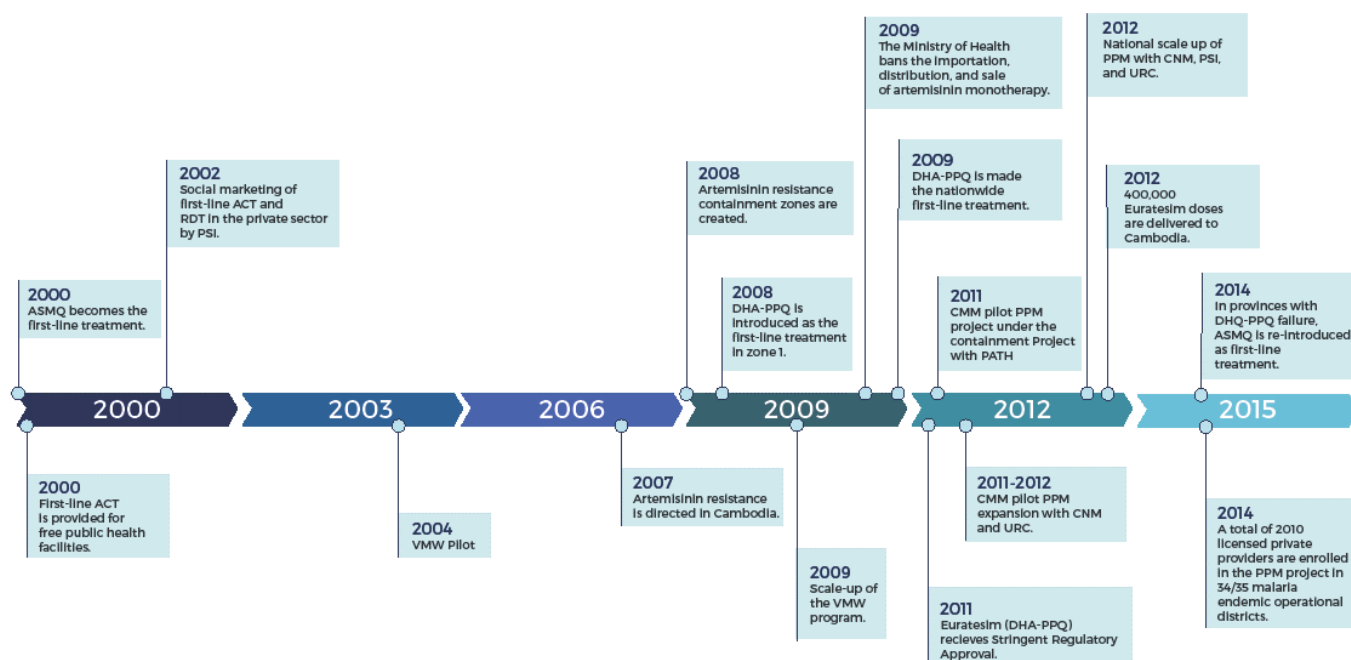 2009
The Ministry of Health
bans the importation,
distribution, and sale
of artemisinin monotherapy.
2012
National scale up of
PPM with CNM, PSI,
and URC.
2002
Social marketing of
first-line ACT and
RDT in the private sector
by PSI.
2008
Artemisinin resistance
containment zones are
created.
2009
DHA-PPQ is made
the nationwide
first-line treatment.
2012
400,000
Euratesim doses
are delivered to
Cambodia.
2000
ASMQ becomes the
first-line treatment.
2008
DHA-PPQ is
introduced as the
first-line treatment
in zone 1.
2011
CMM pilot PPM
project under the
containment Project
with PATH
2014
In provinces with
DHQ-PPQ failure,
ASMQ is re-introduced
as first-line
treatment.
2000
2003
2006
2009
2012
2015
2000
First-line ACT
is provided for
free public health
facilities.
2004
VMW Pilot
2007
Artemisinin resistance
is directed in Cambodia.
2009
Scale-up of
the VMW
program.
2011-2012
CMM pilot PPM
expansion with CNM
and URC.
2011
Euratesim (DHA-PPQ)
recieves Stringent Regulatory
Approval.
2014
A total of 2010
licensed private
providers are enrolled
in the PPM project in
34/35 malaria
endemic operational
districts.